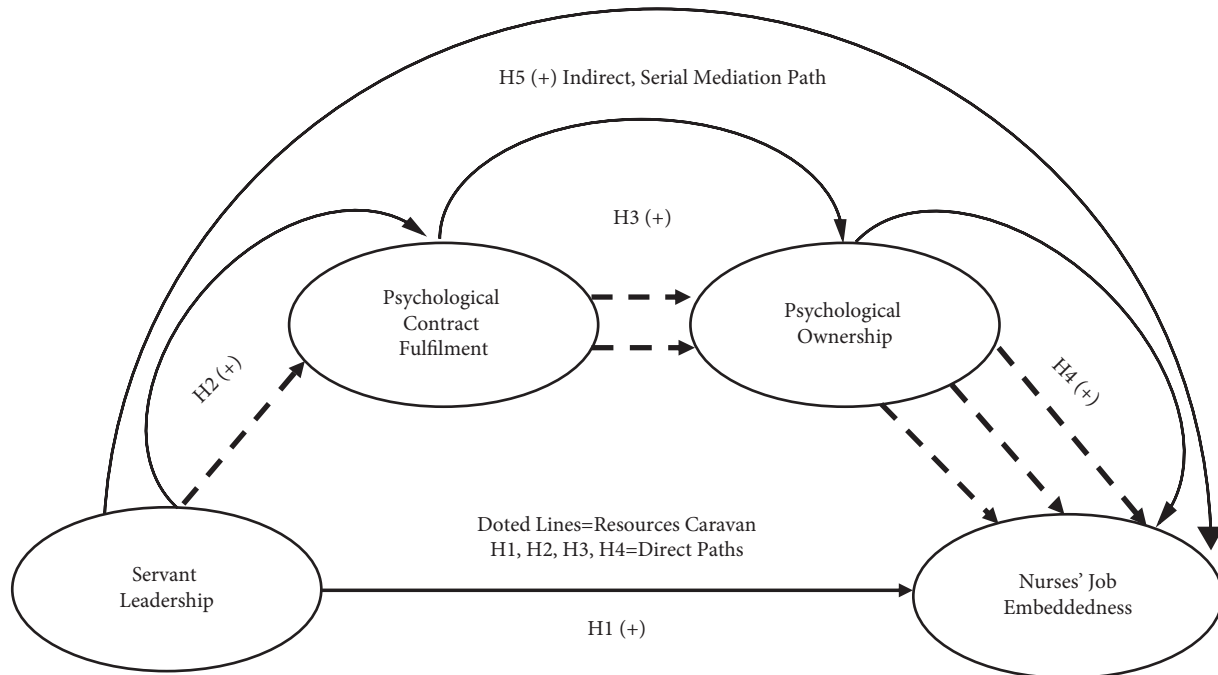 H5 (+) Indirect, Serial Mediation Path
H3 (+)
Psychological
Contract
Fulfilment
Psychological
Ownership
H2 (+)
H4 (+)
Doted Lines=Resources Caravan
H1, H2, H3, H4=Direct Paths
Servant
Leadership
Nurses' Job
Embeddedness
H1 (+)